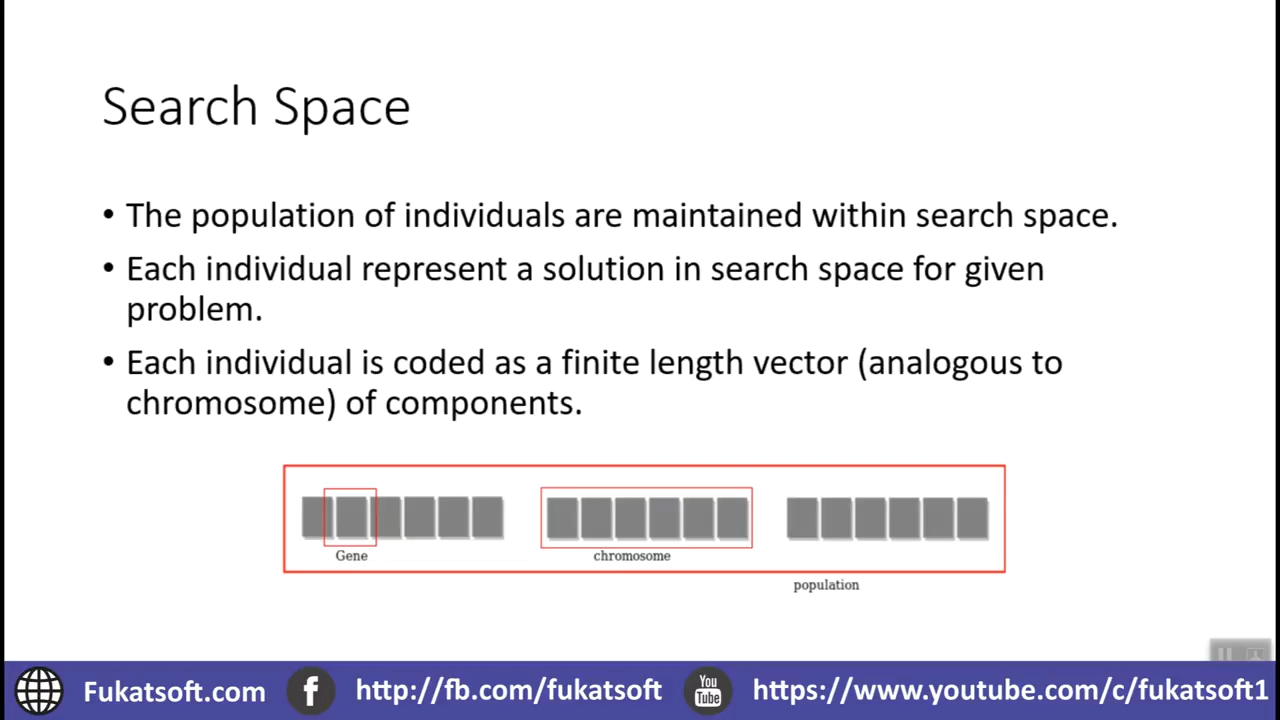 Search Space
• The population of individuals are maintained within search space.
• Each individual represent a solution in search space for given
problem.
• Each individual is coded as a finite length vector (analogous to
chromosome) of components.
Gene
chromosome
population
Fukatsoft.com
f
http://fb.com/fukatsoft
You
Tube
https://www.youtube.com/c/fukatsoft1